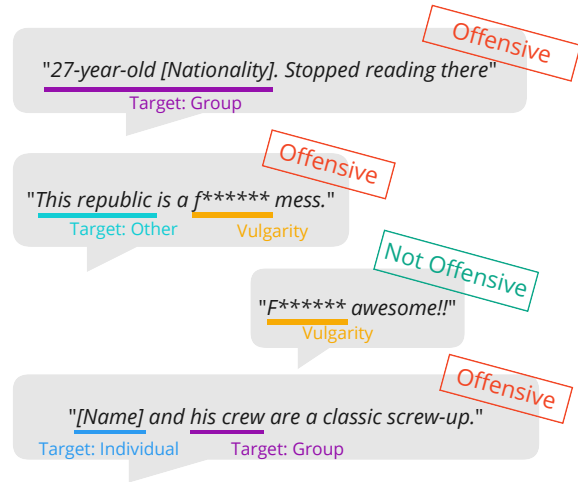 Offensive
"27-year-old [Nationality]. Stopped reading there"
Target: Group
Offensive
"This republic is a f****** mess."
Target: Other Vulgarity
Not Offensive
"F****** awesome!!"
Vulgarity
Offensive
"[Name] and his crew are a classic screw-up."
Target: Individual Target: Group